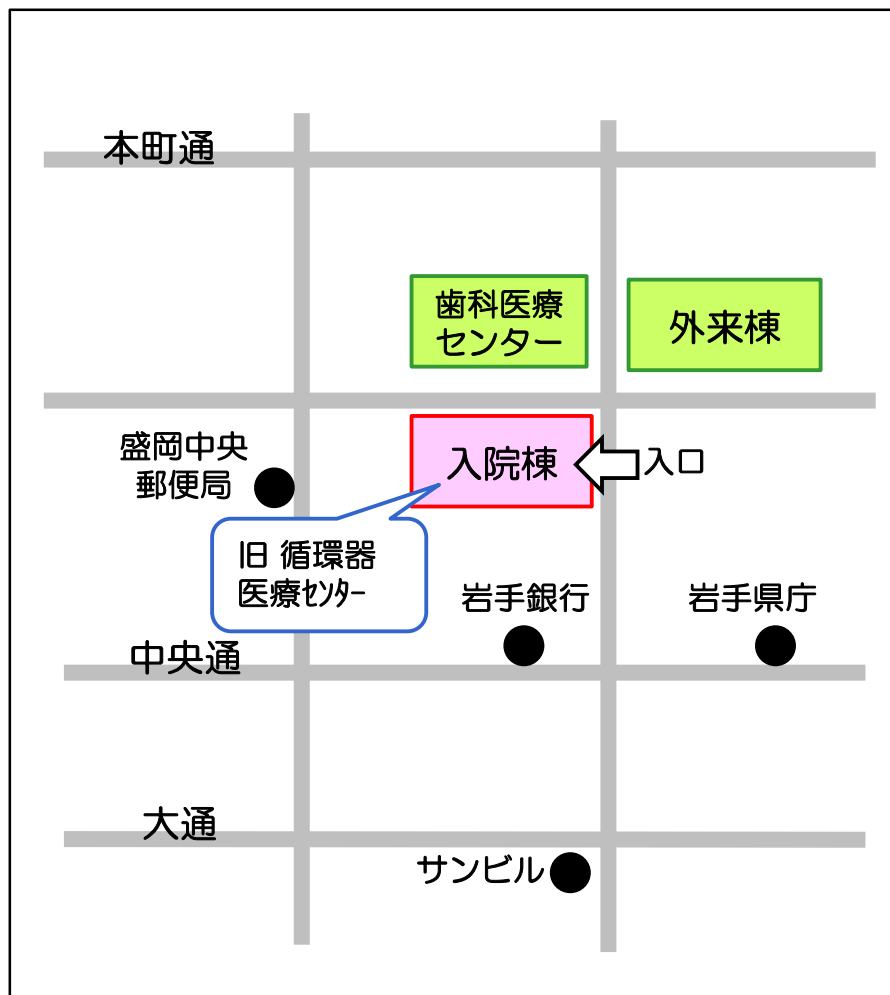 本町通
歯科医療
センター
外来棟
盛岡中央
郵便局
入院棟
入口
旧 循環器
医療ｾﾝﾀｰ
岩手銀行
岩手県庁
中央通
大通
サンビル